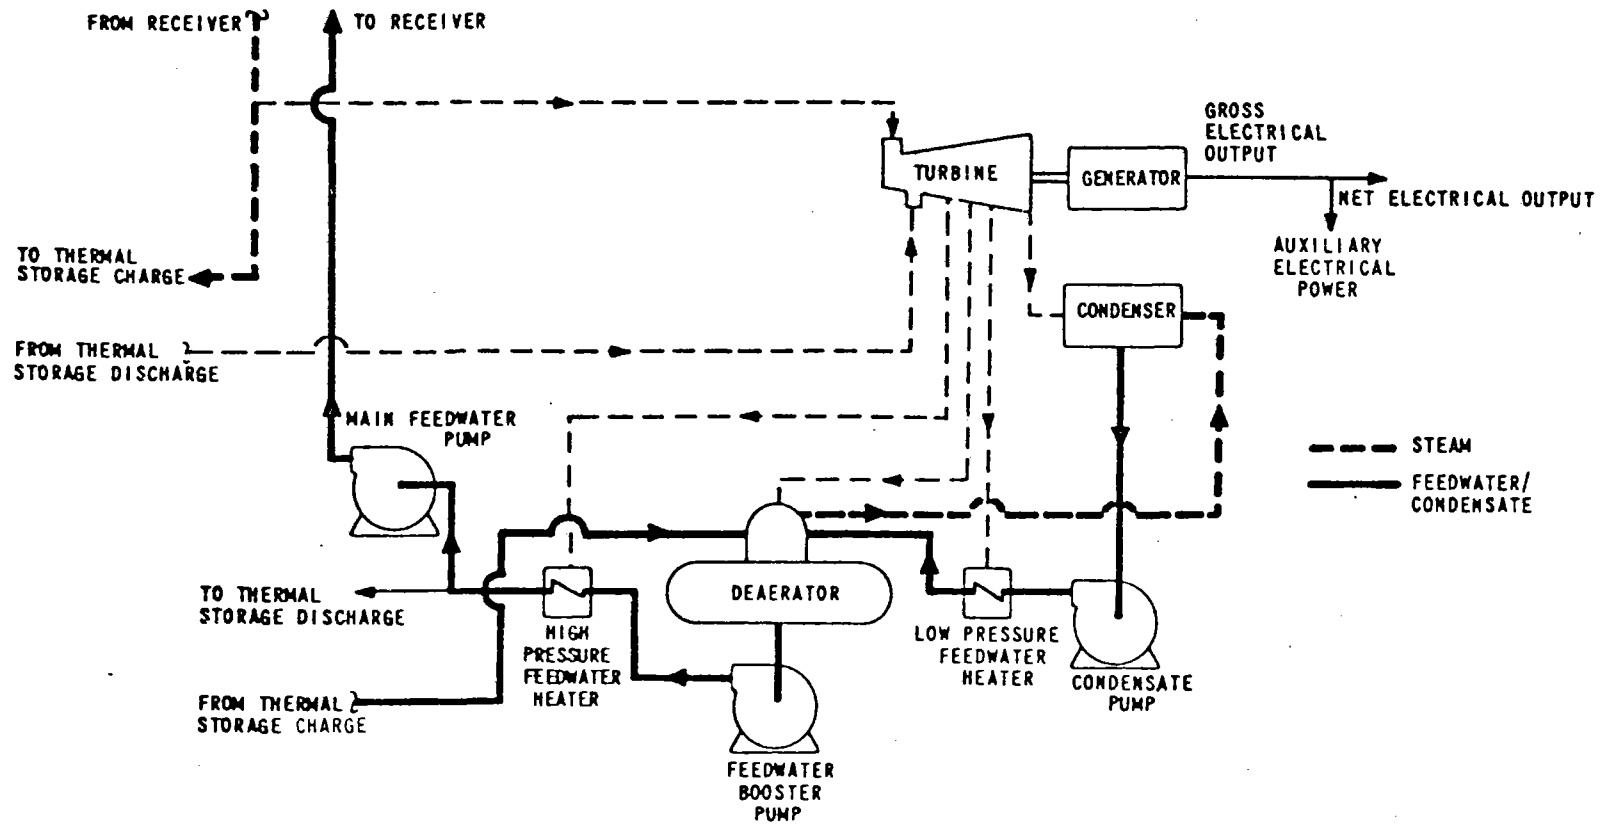 FROM RECEIVER
TO RECEIVER
GROSS
ELECTRICAL
OUTPUT
TURBINE
GENERATOR
NET ELECTRICAL OUTPUT
AUXILIARY
ELECTRICAL
POWER
TO THERMAL
STORAGE CHARGE
CONDENSER
FROM THERMAL
STORAGE DISCHARGE
MAIN FEEDWATER
PUMP
STEAM
FEEDWATER/
CONDENSATE
TO THERMAL
STORAGE DISCHARGE
DEAERATOR
HIGH
PRESSURE
FEEDWATER
HEATER
LOW PRESSURE
FEEDWATER
HEATER
CONDENSATE
PUMP
FROM THERMAL
STORAGE CHARGE
FEEDWATER
BOOSTER
PUMP